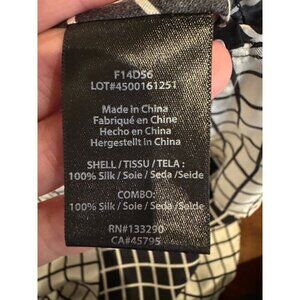 F14D56
LOT#4500161251
Made in China
Fabriqué en Chine
Hecho en China
Hergestellt in China
SHELL / TISSU / TELA :
100% Silk / Soie / Seda / Seide
COMBO:
100% Silk / Soie / Seda / Seide
RN#133290
CA#45795